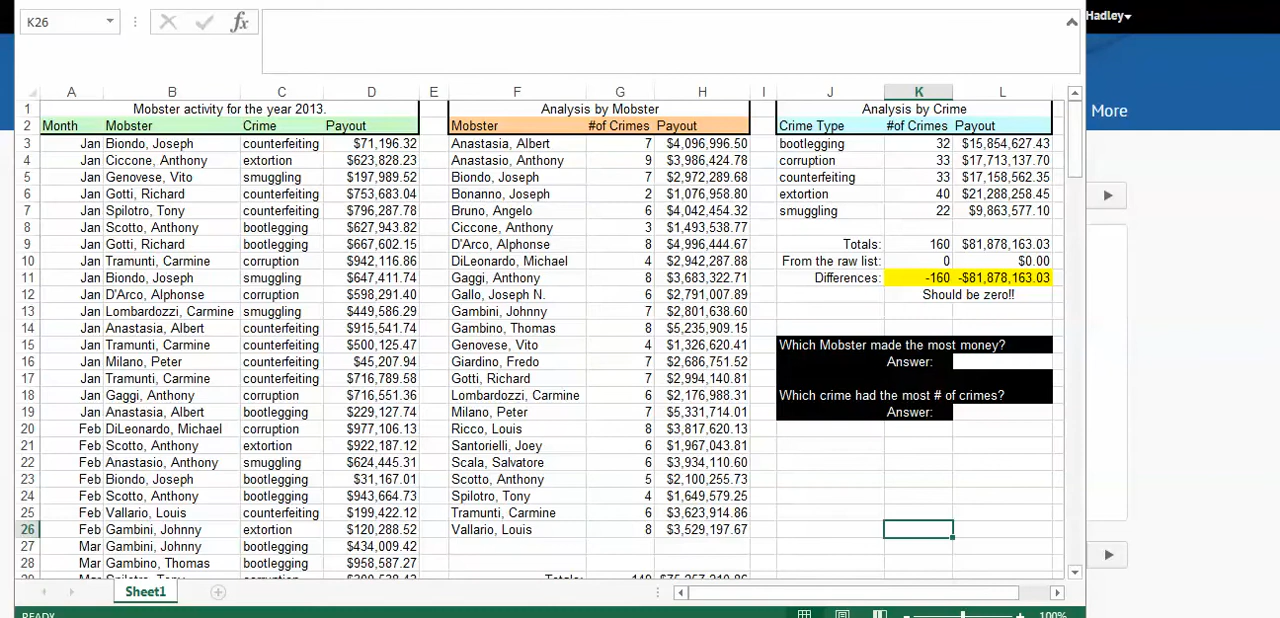 Hadley
K26
fx
More
A B C D E F G H I J K L
1 Mobster activity for the year 2013. Analysis by Mobster Analysis by Crime
2 Month Mobster Crime Payout Mobster #of Crimes Payout Crime Type #of Crimes Payout
3 Jan Biondo, Joseph counterfeiting $71,196.32 Anastasia, Albert 7 $4,096,996.50 bootlegging 32 $15,854,627.43
4 Jan Ciccone, Anthony extortion $623,828.23 Anastasio, Anthony 9 $3,986,424.78 corruption 33 $17,713,137.70
5 Jan Genovese, Vito smuggling $197,989.52 Biondo, Joseph 7 $2,972,289.68 counterfeiting 33 $17,158,562.35
6 Jan Gotti, Richard counterfeiting $753,683.04 Bonanno, Joseph 2 $1,076,958.80 extortion 40 $21,288,258.45
7 Jan Spilotro, Tony counterfeiting $796,287.78 Bruno, Angelo 6 $4,042,454.32 smuggling 22 $9,863,577.10
8 Jan Scotto, Anthony bootlegging $627,943.82 Ciccone, Anthony 3 $1,493,538.77
9 Jan Gotti, Richard bootlegging $667,602.15 D'Arco, Alphonse 8 $4,996,444.67 Totals: 160 $81,878,163.03
10 Jan Tramunti, Carmine corruption $942,116.86 DiLeonardo, Michael 4 $2,942,287.88 From the raw list: 0 $0.00
11 Jan Biondo, Joseph smuggling $647,411.74 Gaggi, Anthony 8 $3,683,322.71 Differences: -160 -$81,878,163.03
12 Jan D'Arco, Alphonse corruption $598,291.40 Gallo, Joseph N. 6 $2,791,007.89 Should be zero!!
13 Jan Lombardozzi, Carmine smuggling $449,586.29 Gambini, Johnny 7 $2,801,638.60
14 Jan Anastasia, Albert counterfeiting $915,541.74 Gambino, Thomas 8 $5,235,909.15
15 Jan Tramunti, Carmine counterfeiting $500,125.47 Genovese, Vito 4 $1,326,620.41 Which Mobster made the most money?
16 Jan Milano, Peter counterfeiting $45,207.94 Giardino, Fredo 7 $2,686,751.52 Answer:
17 Jan Tramunti, Carmine counterfeiting $716,789.58 Gotti, Richard 7 $2,994,140.81
18 Jan Gaggi, Anthony corruption $716,551.36 Lombardozzi, Carmine 6 $2,176,988.31 Which crime had the most # of crimes?
19 Jan Anastasia, Albert bootlegging $229,127.74 Milano, Peter 7 $5,331,714.01 Answer:
20 Feb DiLeonardo, Michael corruption $977,106.13 Ricco, Louis 8 $3,817,620.13
21 Feb Scotto, Anthony extortion $922,187.12 Santorielli, Joey 6 $1,967,043.81
22 Feb Anastasio, Anthony smuggling $624,445.31 Scala, Salvatore 6 $3,934,110.60
23 Feb Biondo, Joseph bootlegging $31,167.01 Scotto, Anthony 5 $2,100,255.73
24 Feb Scotto, Anthony bootlegging $943,664.73 Spilotro, Tony 4 $1,649,579.25
25 Feb Vallario, Louis counterfeiting $199,422.12 Tramunti, Carmine 6 $3,623,914.86
26 Feb Gambini, Johnny extortion $120,288.52 Vallario, Louis 8 $3,529,197.67
27 Mar Gambini, Johnny bootlegging $434,009.42
28 Mar Gambino, Thomas bootlegging $958,587.27
Totals:
Sheet1
READY 100%